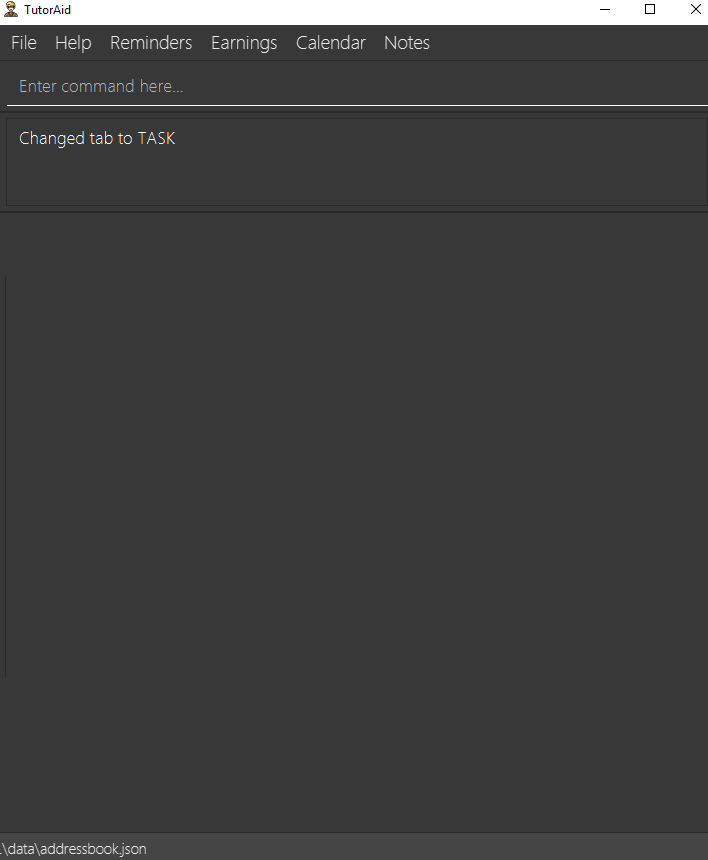 TutorAid
File Help Reminders Earnings Calendar Notes
Enter command here...
Changed tab to TASK
.\data\addressbook.json